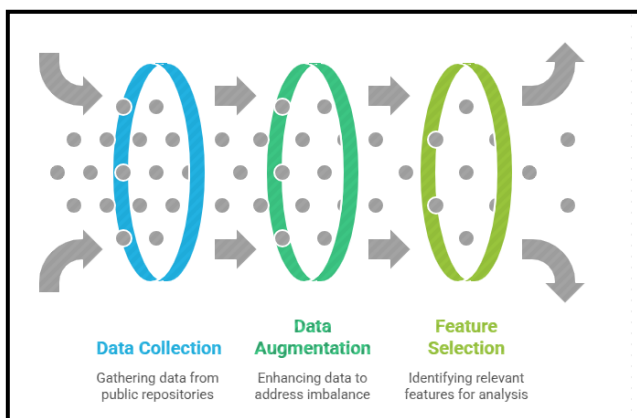 Data Collection
Gathering data from
public repositories
Data
Augmentation
Enhancing data to
address imbalance
Feature
Selection
Identifying relevant
features for analysis